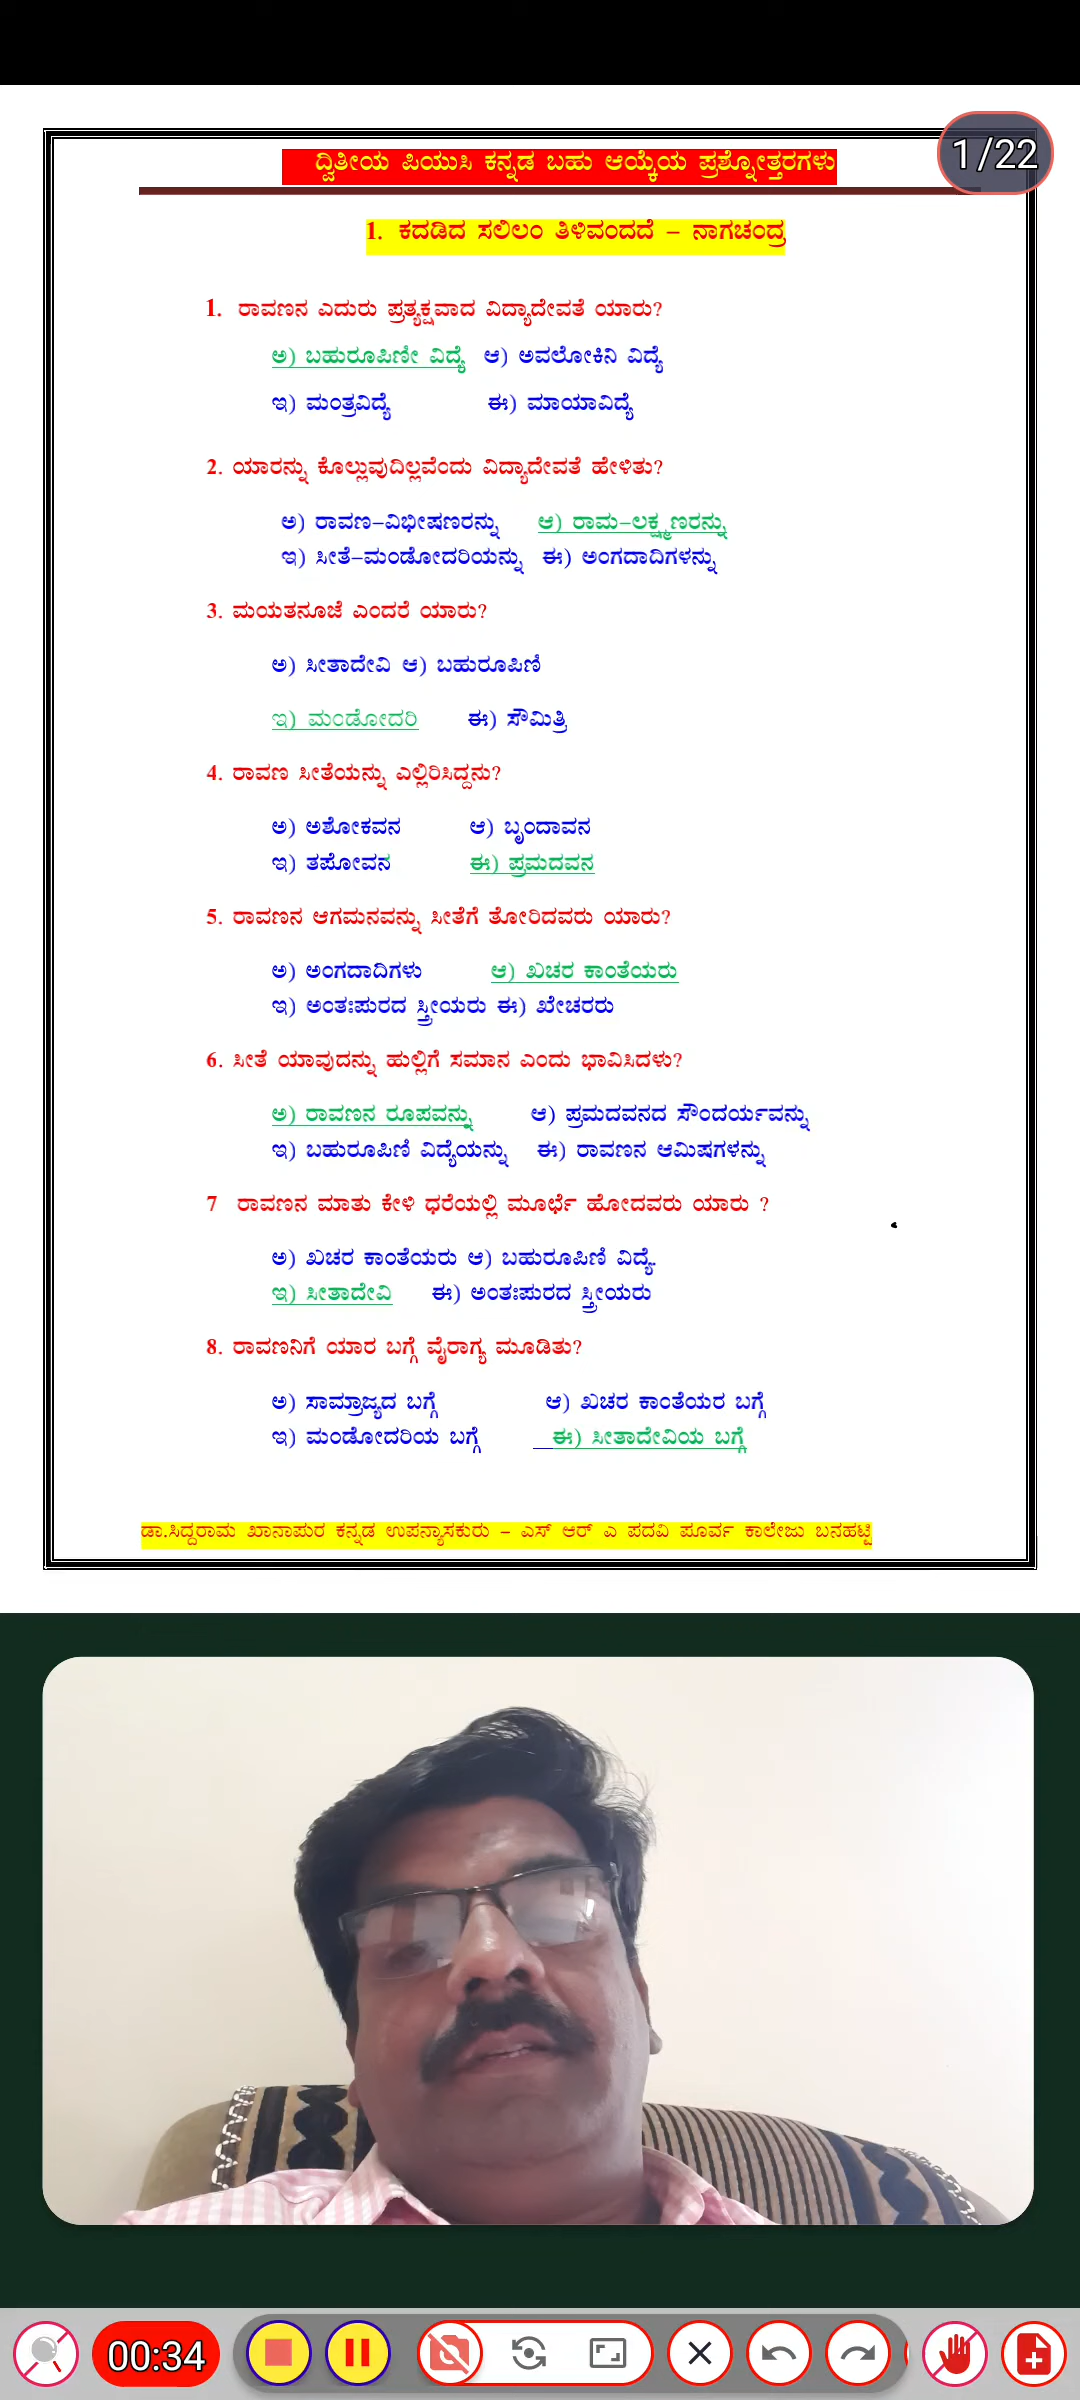 1/22
ದ್ವಿತೀಯ ಪಿಯುಸಿ ಕನ್ನಡ ಬಹು ಆಯ್ಕೆಯ ಪ್ರಶ್ನೋತ್ತರಗಳು
1. ಕದಡಿದ ಸಲಿಲಂ ತಿಳಿವಂದದೆ – ನಾಗಚಂದ್ರ
1. ರಾವಣನ ಎದುರು ಪ್ರತ್ಯಕ್ಷವಾದ ವಿದ್ಯಾದೇವತೆ ಯಾರು?
ಅ) ಬಹುರೂಪಿಣೀ ವಿದ್ಯೆ ಆ) ಅವಲೋಕಿನಿ ವಿದ್ಯೆ
ಇ) ಮಂತ್ರವಿದ್ಯೆ ಈ) ಮಾಯಾವಿದ್ಯೆ
2. ಯಾರನ್ನು ಕೊಲ್ಲುವುದಿಲ್ಲವೆಂದು ವಿದ್ಯಾದೇವತೆ ಹೇಳಿತು?
ಅ) ರಾವಣ–ವಿಭೀಷಣರನ್ನು ಆ) ರಾಮ–ಲಕ್ಷ್ಮಣರನ್ನು
ಇ) ಸೀತೆ–ಮಂಡೋದರಿಯನ್ನು ಈ) ಅಂಗದಾದಿಗಳನ್ನು
3. ಮಯತನೂಜೆ ಎಂದರೆ ಯಾರು?
ಅ) ಸೀತಾದೇವಿ ಆ) ಬಹುರೂಪಿಣಿ
ಇ) ಮಂಡೋದರಿ ಈ) ಸೌಮಿತ್ರಿ
4. ರಾವಣ ಸೀತೆಯನ್ನು ಎಲ್ಲಿರಿಸಿದ್ದನು?
ಅ) ಅಶೋಕವನ ಆ) ಬೃಂದಾವನ
ಇ) ತಪೋವನ ಈ) ಪ್ರಮದವನ
5. ರಾವಣನ ಆಗಮನವನ್ನು ಸೀತೆಗೆ ತೋರಿದವರು ಯಾರು?
ಅ) ಅಂಗದಾದಿಗಳು ಆ) ಖಚರ ಕಾಂತೆಯರು
ಇ) ಅಂತಃಪುರದ ಸ್ತ್ರೀಯರು ಈ) ಖೇಚರರು
6. ಸೀತೆ ಯಾವುದನ್ನು ಹುಲ್ಲಿಗೆ ಸಮಾನ ಎಂದು ಭಾವಿಸಿದಳು?
ಅ) ರಾವಣನ ರೂಪವನ್ನು ಆ) ಪ್ರಮದವನದ ಸೌಂದರ್ಯವನ್ನು
ಇ) ಬಹುರೂಪಿಣಿ ವಿದ್ಯೆಯನ್ನು ಈ) ರಾವಣನ ಆಮಿಷಗಳನ್ನು
7 ರಾವಣನ ಮಾತು ಕೇಳಿ ಧರೆಯಲ್ಲಿ ಮೂರ್ಛೆ ಹೋದವರು ಯಾರು ?
ಅ) ಖಚರ ಕಾಂತೆಯರು ಆ) ಬಹುರೂಪಿಣಿ ವಿದ್ಯೆ.
ಇ) ಸೀತಾದೇವಿ ಈ) ಅಂತಃಪುರದ ಸ್ತ್ರೀಯರು
8. ರಾವಣನಿಗೆ ಯಾರ ಬಗ್ಗೆ ವೈರಾಗ್ಯ ಮೂಡಿತು?
ಅ) ಸಾಮ್ರಾಜ್ಯದ ಬಗ್ಗೆ ಆ) ಖಚರ ಕಾಂತೆಯರ ಬಗ್ಗೆ
ಇ) ಮಂಡೋದರಿಯ ಬಗ್ಗೆ ಈ) ಸೀತಾದೇವಿಯ ಬಗ್ಗೆ
ಡಾ.ಸಿದ್ದರಾಮ ಖಾನಾಪುರ ಕನ್ನಡ ಉಪನ್ಯಾಸಕುರು – ಎಸ್ ಆರ್ ಎ ಪದವಿ ಪೂರ್ವ ಕಾಲೇಜು ಬನಹಟ್ಟಿ
00:34